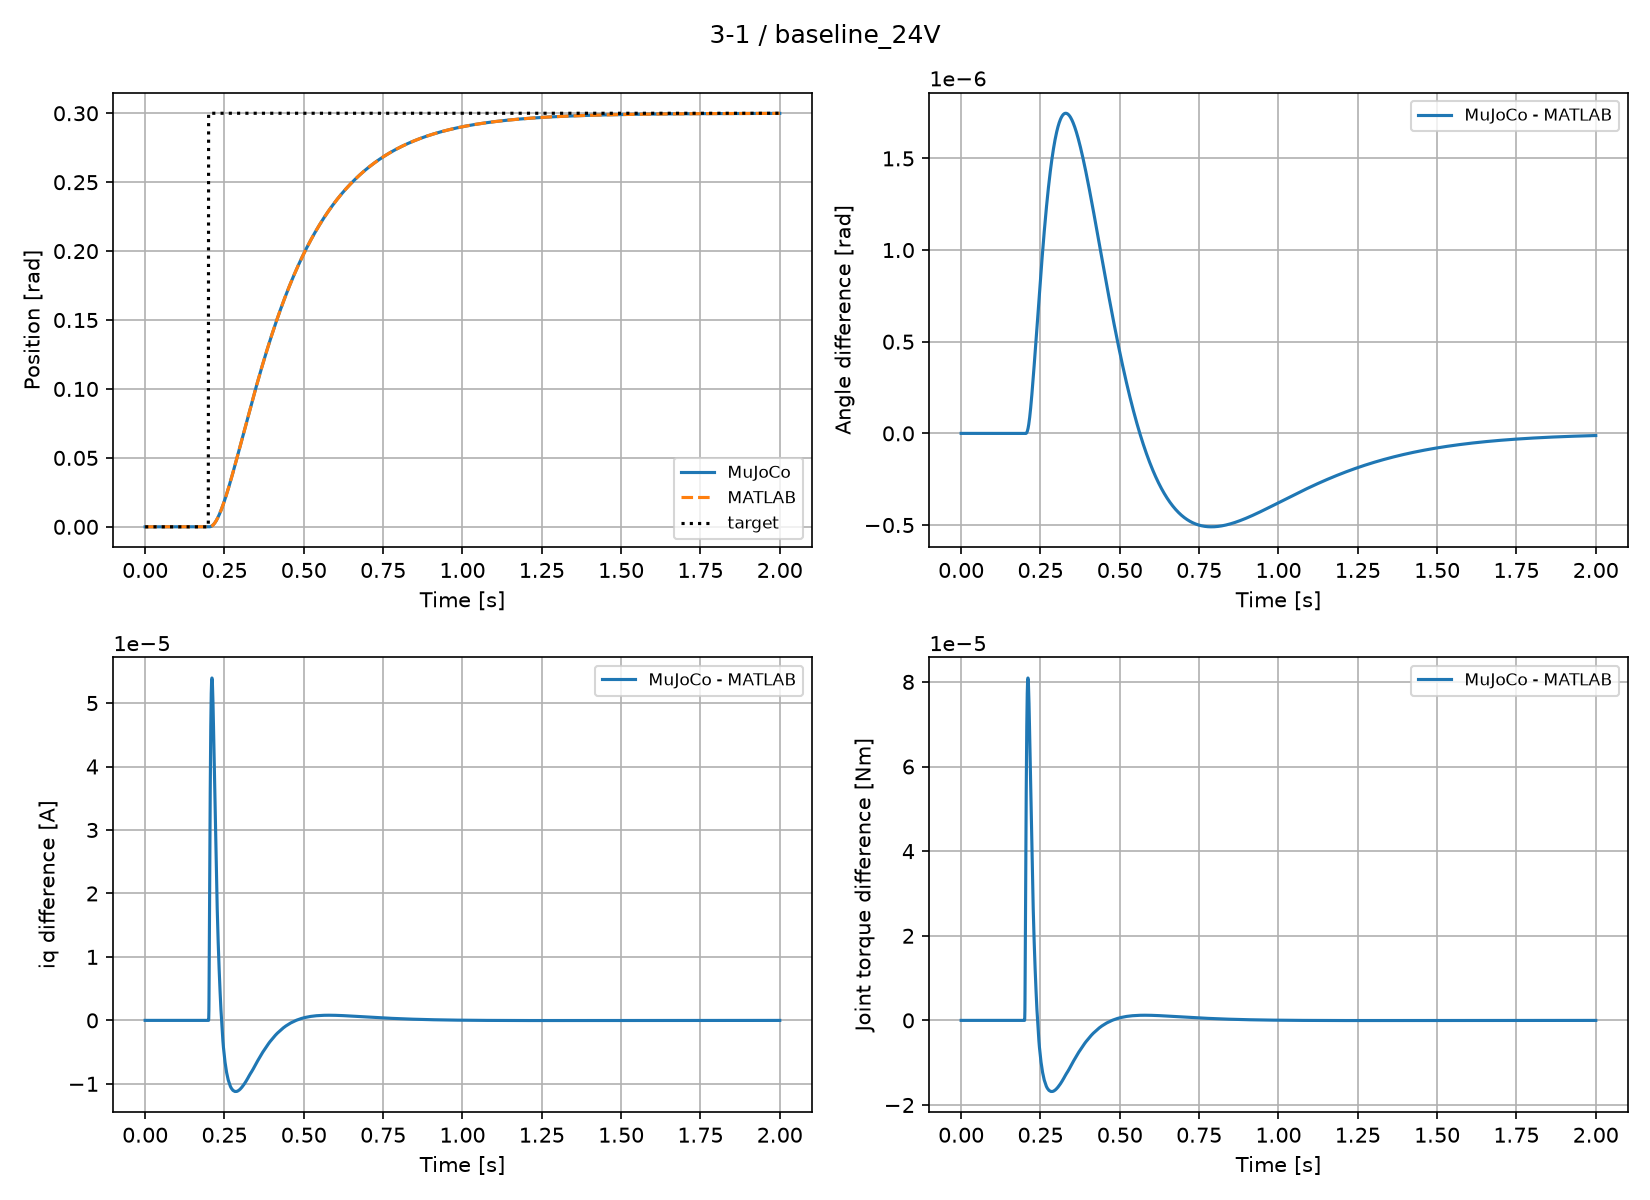 3-1 / baseline_24V
0.30
0.25
0.20
0.15
0.10
0.05
0.00
Position [rad]
MuJoCo
MATLAB
target
0.00 0.25 0.50 0.75 1.00 1.25 1.50 1.75 2.00
Time [s]
1e−6
1.5
1.0
0.5
0.0
−0.5
Angle difference [rad]
MuJoCo - MATLAB
0.00 0.25 0.50 0.75 1.00 1.25 1.50 1.75 2.00
Time [s]
1e−5
5
4
3
2
1
0
−1
iq difference [A]
MuJoCo - MATLAB
0.00 0.25 0.50 0.75 1.00 1.25 1.50 1.75 2.00
Time [s]
1e−5
8
6
4
2
0
−2
Joint torque difference [Nm]
MuJoCo - MATLAB
0.00 0.25 0.50 0.75 1.00 1.25 1.50 1.75 2.00
Time [s]